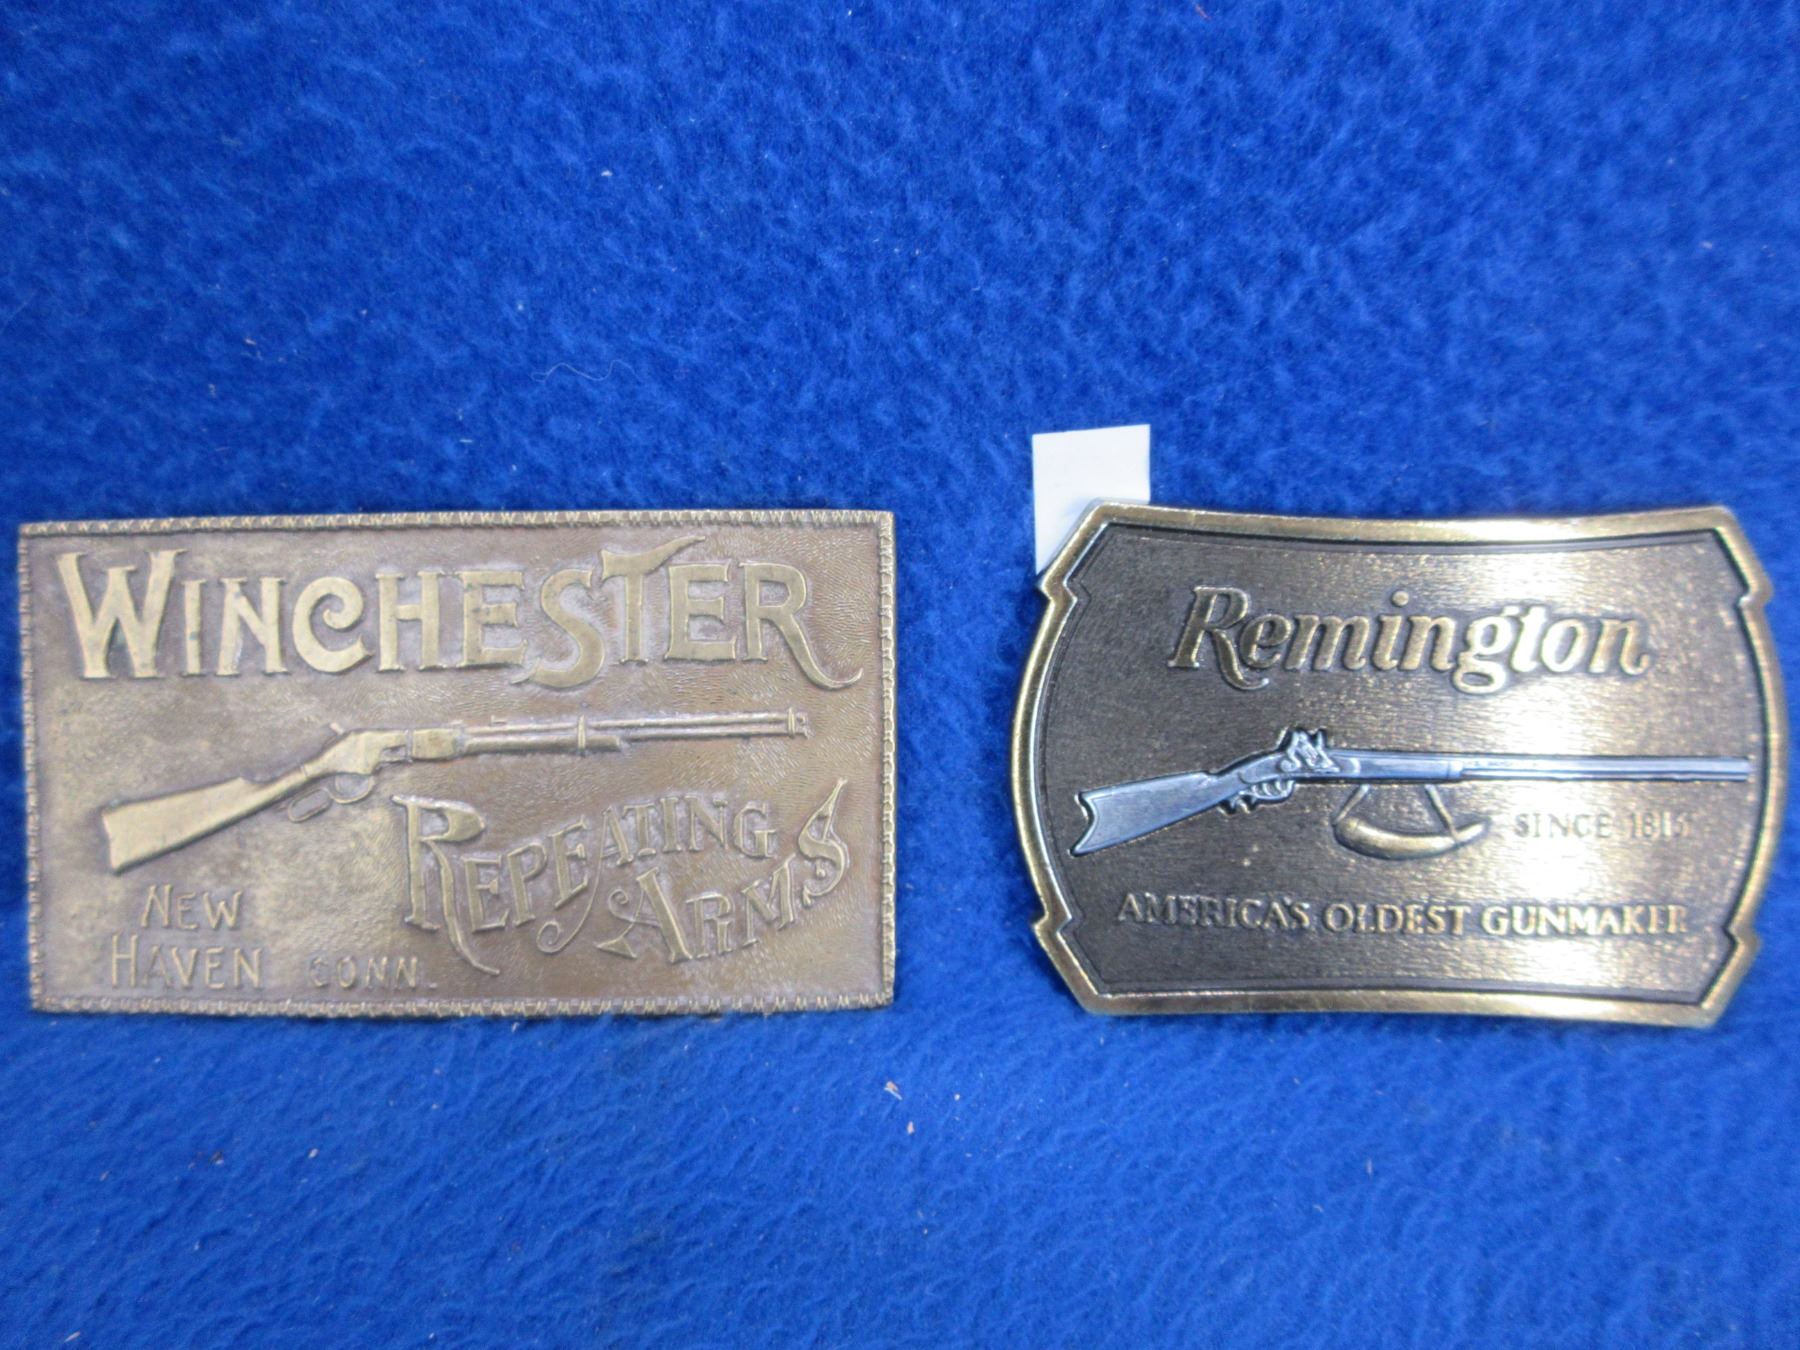 WINCHESTER
REPEATING
ARMS
NEW
HAVEN CONN.
Remington
SINCE 1816
AMERICA'S OLDEST GUNMAKER